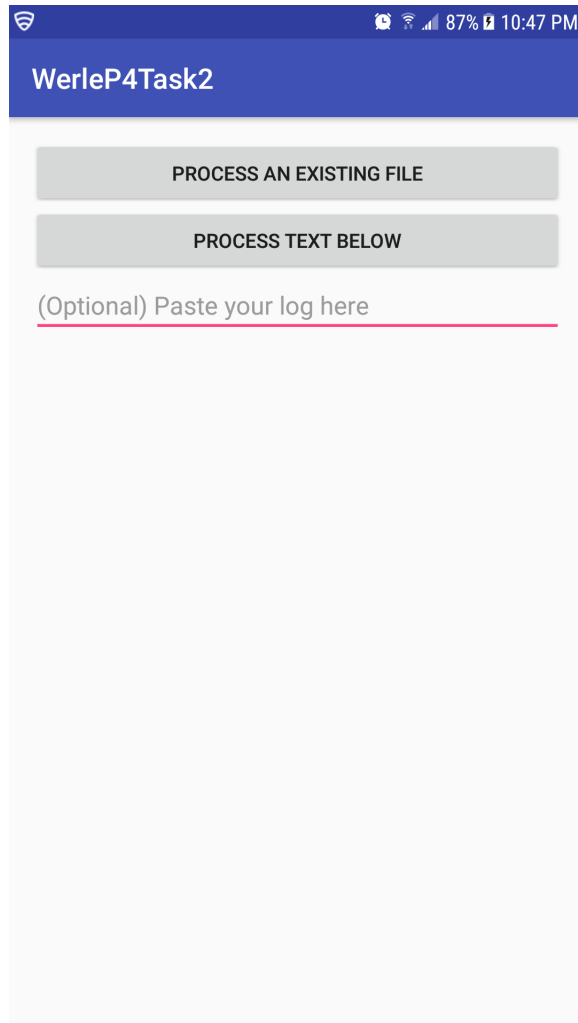 87% 10:47 PM
WerleP4Task2
PROCESS AN EXISTING FILE
PROCESS TEXT BELOW
(Optional) Paste your log here